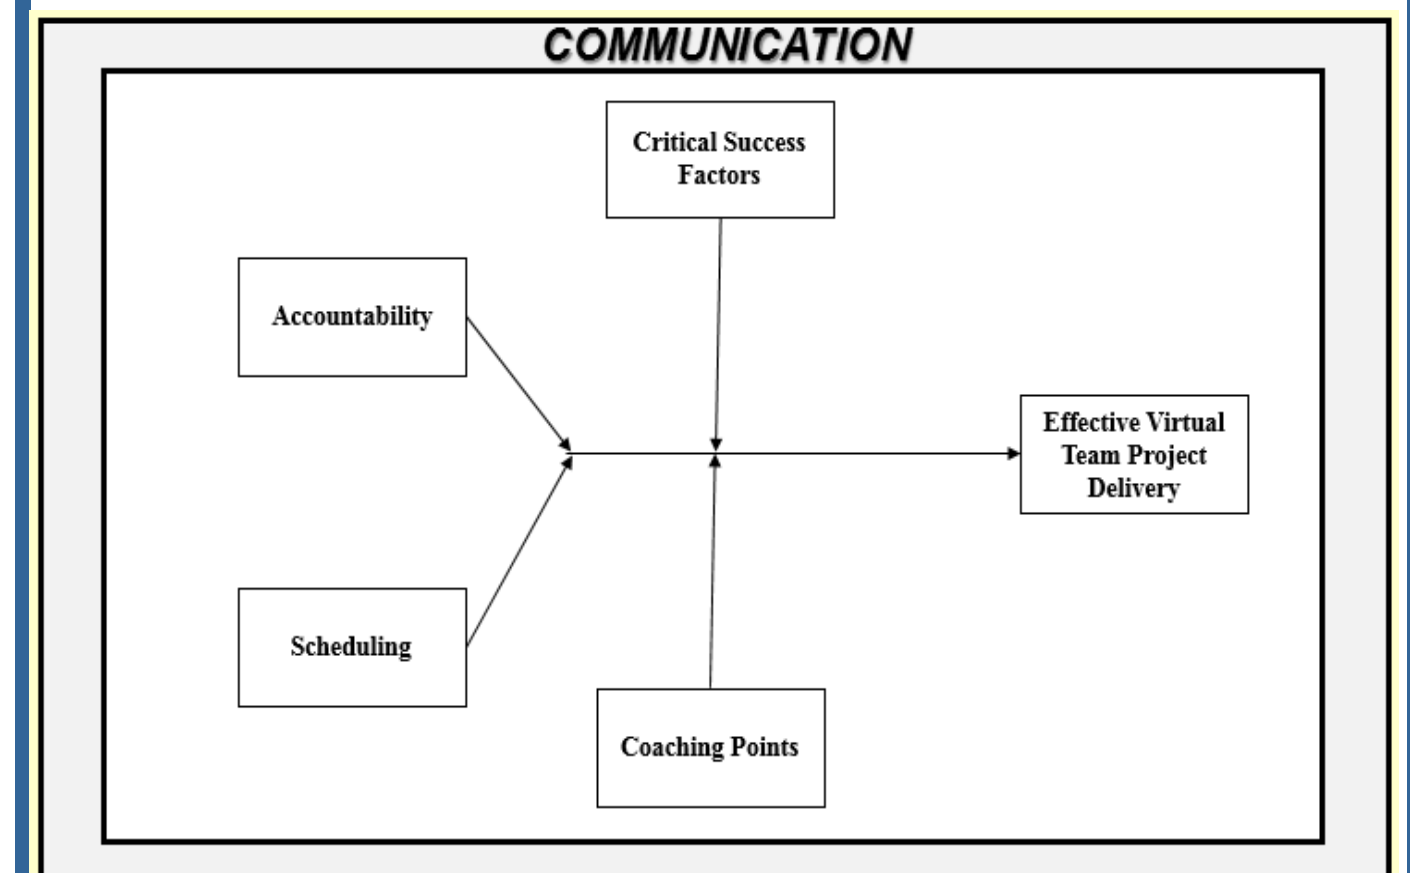 COMMUNICATION
Critical Success
Factors
Accountability
Effective Virtual
Team Project
Delivery
Scheduling
Coaching Points